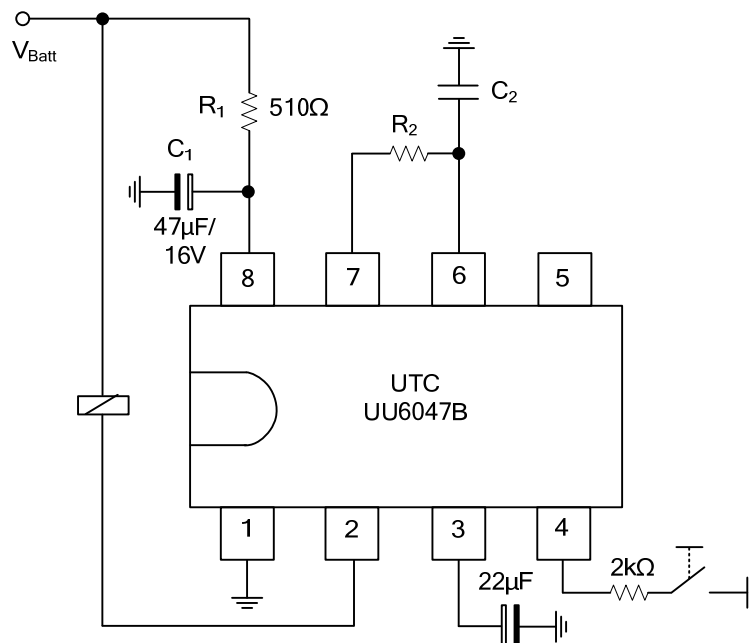 V_Batt
R₁ 510Ω
C₁
47µF/
16V
C₂
R₂
8 7 6 5
UTC
UU6047B
1 2 3 4
22µF
2kΩ